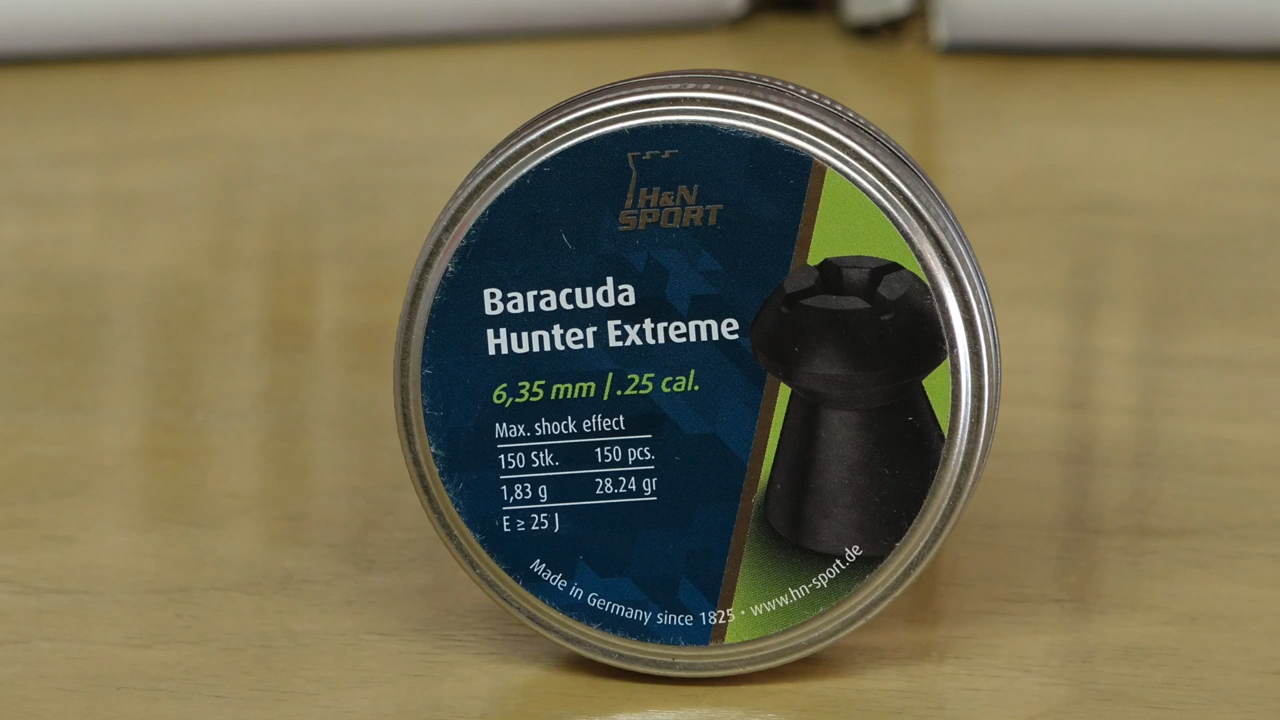 H&N
SPORT
Baracuda
Hunter Extreme
6,35 mm / .25 cal.
Max. shock effect
150 Stk. 150 pcs.
1,83 g 28.24 gr
E ≥ 25 J
Made in Germany since 1825 • www.hn-sport.de